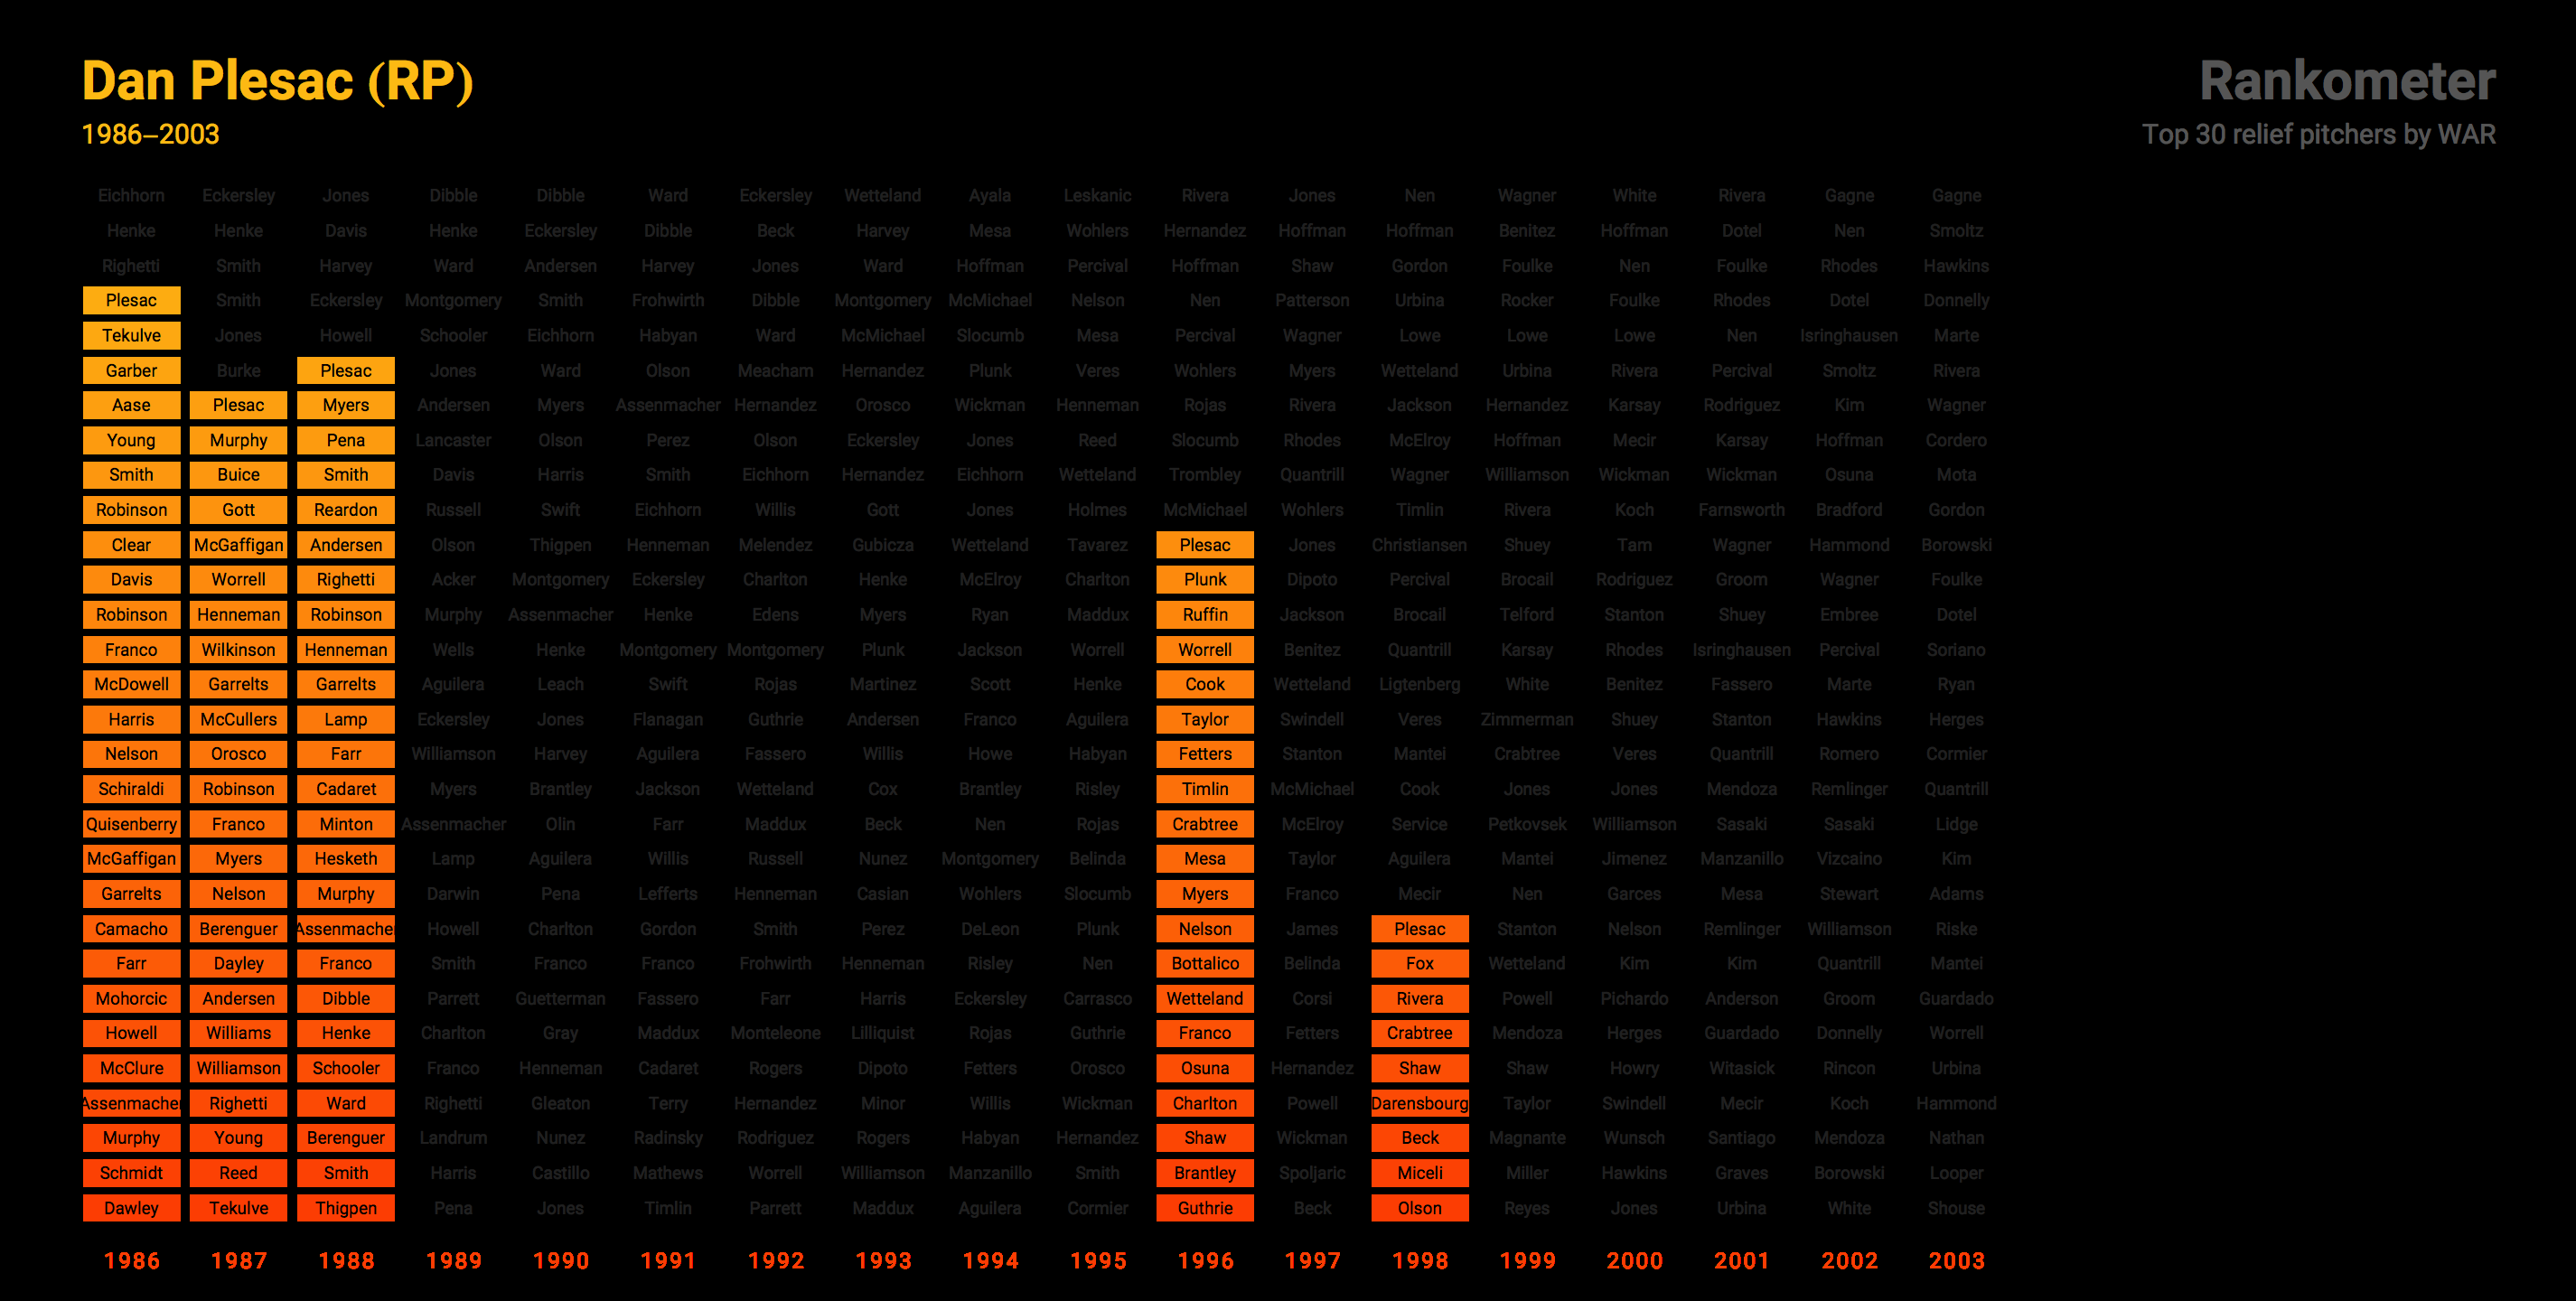 Dan Plesac (RP)
Rankometer
1986–2003
Top 30 relief pitchers by WAR
Eichhorn Eckersley Jones Dibble Dibble Ward Eckersley Wetteland Ayala Leskanic Rivera Jones Nen Wagner White Rivera Gagne Gagne
Henke Henke Davis Henke Eckersley Dibble Beck Harvey Mesa Wohlers Hernandez Hoffman Hoffman Benitez Hoffman Dotel Nen Smoltz
Righetti Smith Harvey Ward Andersen Harvey Jones Ward Hoffman Percival Hoffman Shaw Gordon Foulke Nen Foulke Rhodes Hawkins
Plesac Smith Eckersley Montgomery Smith Frohwirth Dibble Montgomery McMichael Nelson Nen Patterson Urbina Rocker Foulke Rhodes Dotel Donnelly
Tekulve Jones Howell Schooler Eichhorn Habyan Ward McMichael Slocumb Mesa Percival Wagner Lowe Lowe Lowe Nen Isringhausen Marte
Garber Burke Plesac Jones Ward Olson Meacham Hernandez Plunk Veres Wohlers Myers Wetteland Urbina Rivera Percival Smoltz Rivera
Aase Plesac Myers Andersen Myers Assenmacher Hernandez Orosco Wickman Henneman Rojas Rivera Jackson Hernandez Karsay Rodriguez Kim Wagner
Young Murphy Pena Lancaster Olson Perez Olson Eckersley Jones Reed Slocumb Rhodes McElroy Hoffman Mecir Karsay Hoffman Cordero
Smith Buice Smith Davis Harris Smith Eichhorn Hernandez Eichhorn Wetteland Trombley Quantrill Wagner Williamson Wickman Wickman Osuna Mota
Robinson Gott Reardon Russell Swift Eichhorn Willis Gott Jones Holmes McMichael Wohlers Timlin Rivera Koch Farnsworth Bradford Gordon
Clear McGaffigan Andersen Olson Thigpen Henneman Melendez Gubicza Wetteland Tavarez Plesac Jones Christiansen Shuey Tam Wagner Hammond Borowski
Davis Worrell Righetti Acker Montgomery Eckersley Charlton Henke McElroy Charlton Plunk Dipoto Percival Brocail Rodriguez Groom Wagner Foulke
Robinson Henneman Robinson Murphy Assenmacher Henke Edens Myers Ryan Maddux Ruffin Jackson Brocail Telford Stanton Shuey Embree Dotel
Franco Wilkinson Henneman Wells Henke Montgomery Montgomery Plunk Jackson Worrell Worrell Benitez Quantrill Karsay Rhodes Isringhausen Percival Soriano
McDowell Garrelts Garrelts Aguilera Leach Swift Rojas Martinez Scott Henke Cook Wetteland Ligtenberg White Benitez Fassero Marte Ryan
Harris McCullers Lamp Eckersley Jones Flanagan Guthrie Andersen Franco Aguilera Taylor Swindell Veres Zimmerman Shuey Stanton Hawkins Herges
Nelson Orosco Farr Williamson Harvey Aguilera Fassero Willis Howe Habyan Fetters Stanton Mantei Crabtree Veres Quantrill Romero Cormier
Schiraldi Robinson Cadaret Myers Brantley Jackson Wetteland Cox Brantley Risley Timlin McMichael Cook Jones Jones Mendoza Remlinger Quantrill
Quisenberry Franco Minton Assenmacher Olin Farr Maddux Beck Nen Rojas Crabtree McElroy Service Petkovsek Williamson Sasaki Sasaki Lidge
McGaffigan Myers Hesketh Lamp Aguilera Willis Russell Nunez Montgomery Belinda Mesa Taylor Aguilera Mantei Jimenez Manzanillo Vizcaino Kim
Garrelts Nelson Murphy Darwin Pena Lefferts Henneman Casian Wohlers Slocumb Myers Franco Mecir Nen Garces Mesa Stewart Adams
Camacho Berenguer Assenmacher Howell Charlton Gordon Smith Perez DeLeon Plunk Nelson James Plesac Stanton Nelson Remlinger Williamson Riske
Farr Dayley Franco Smith Franco Franco Frohwirth Henneman Risley Nen Bottalico Belinda Fox Wetteland Kim Kim Quantrill Mantei
Mohorcic Andersen Dibble Parrett Guetterman Fassero Farr Harris Eckersley Carrasco Wetteland Corsi Rivera Powell Pichardo Anderson Groom Guardado
Howell Williams Henke Charlton Gray Maddux Monteleone Lilliquist Rojas Guthrie Franco Fetters Crabtree Mendoza Herges Guardado Donnelly Worrell
McClure Williamson Schooler Franco Henneman Cadaret Rogers Dipoto Fetters Orosco Osuna Hernandez Shaw Shaw Howry Witasick Rincon Urbina
Assenmacher Righetti Ward Righetti Gleaton Terry Hernandez Minor Willis Wickman Charlton Powell Darensbourg Taylor Swindell Mecir Koch Hammond
Murphy Young Berenguer Landrum Nunez Radinsky Rodriguez Rogers Habyan Hernandez Shaw Wickman Beck Magnante Wunsch Santiago Mendoza Nathan
Schmidt Reed Smith Harris Castillo Mathews Worrell Williamson Manzanillo Smith Brantley Spoljaric Miceli Miller Hawkins Graves Borowski Looper
Dawley Tekulve Thigpen Pena Jones Timlin Parrett Maddux Aguilera Cormier Guthrie Beck Olson Reyes Jones Urbina White Shouse
1986 1987 1988 1989 1990 1991 1992 1993 1994 1995 1996 1997 1998 1999 2000 2001 2002 2003